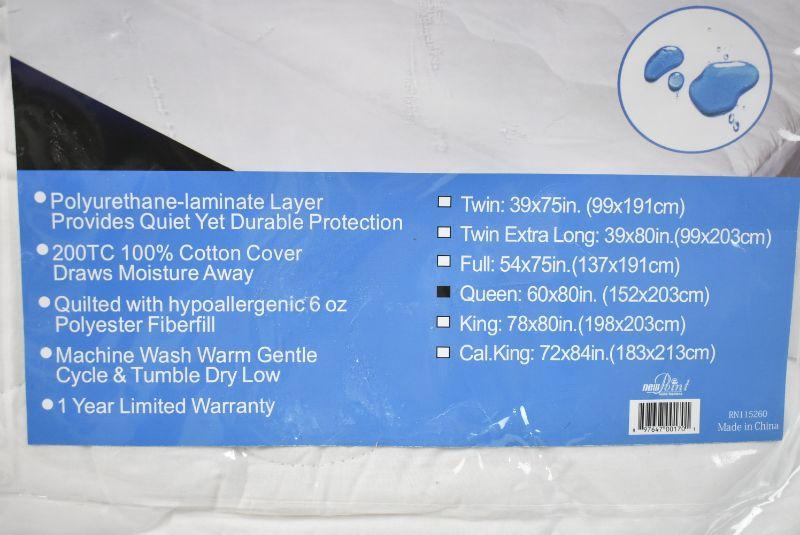 Polyurethane-laminate Layer
Provides Quiet Yet Durable Protection
200TC 100% Cotton Cover
Draws Moisture Away
Quilted with hypoallergenic 6 oz
Polyester Fiberfill
Machine Wash Warm Gentle
Cycle & Tumble Dry Low
1 Year Limited Warranty
Twin: 39x75in. (99x191cm)
Twin Extra Long: 39x80in.(99x203cm)
Full: 54x75in.(137x191cm)
Queen: 60x80in. (152x203cm)
King: 78x80in.(198x203cm)
Cal.King: 72x84in.(183x213cm)
newPoint
97647 00170
RN115260
Made in China